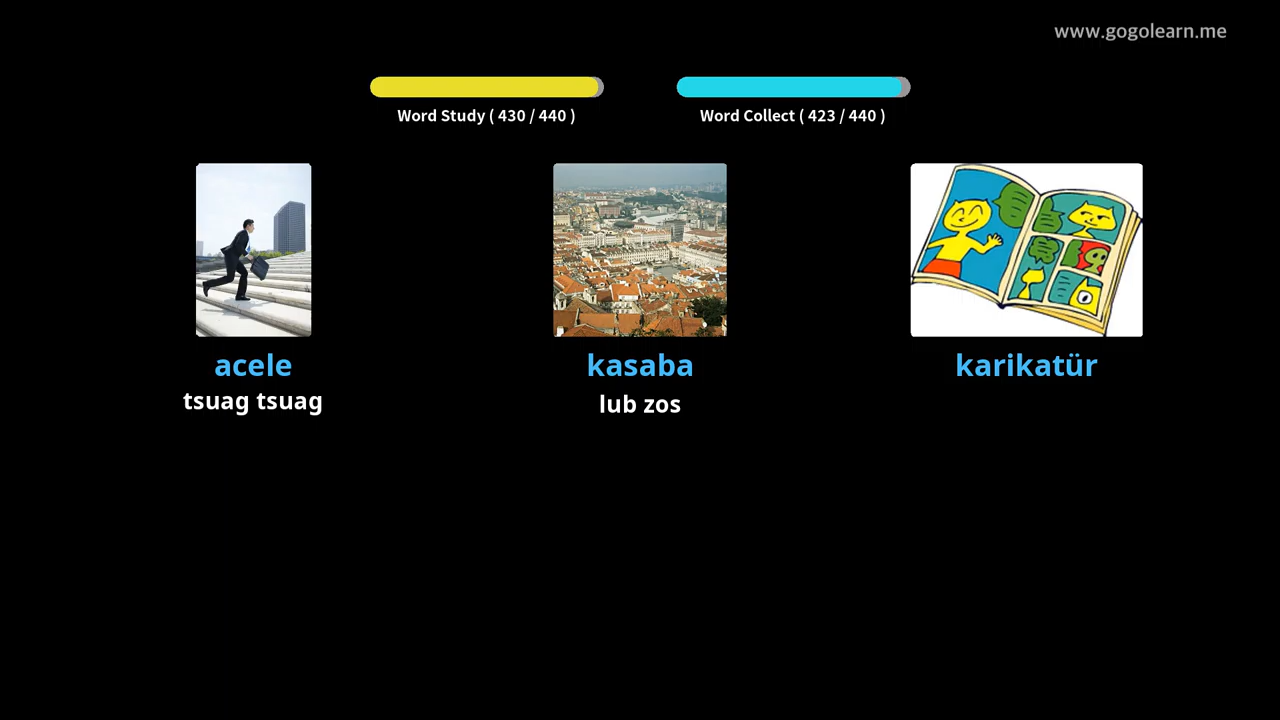 www.gogolearn.me
Word Study ( 430 / 440 )
Word Collect ( 423 / 440 )
acele
kasaba
karikatür
tsuag tsuag
lub zos